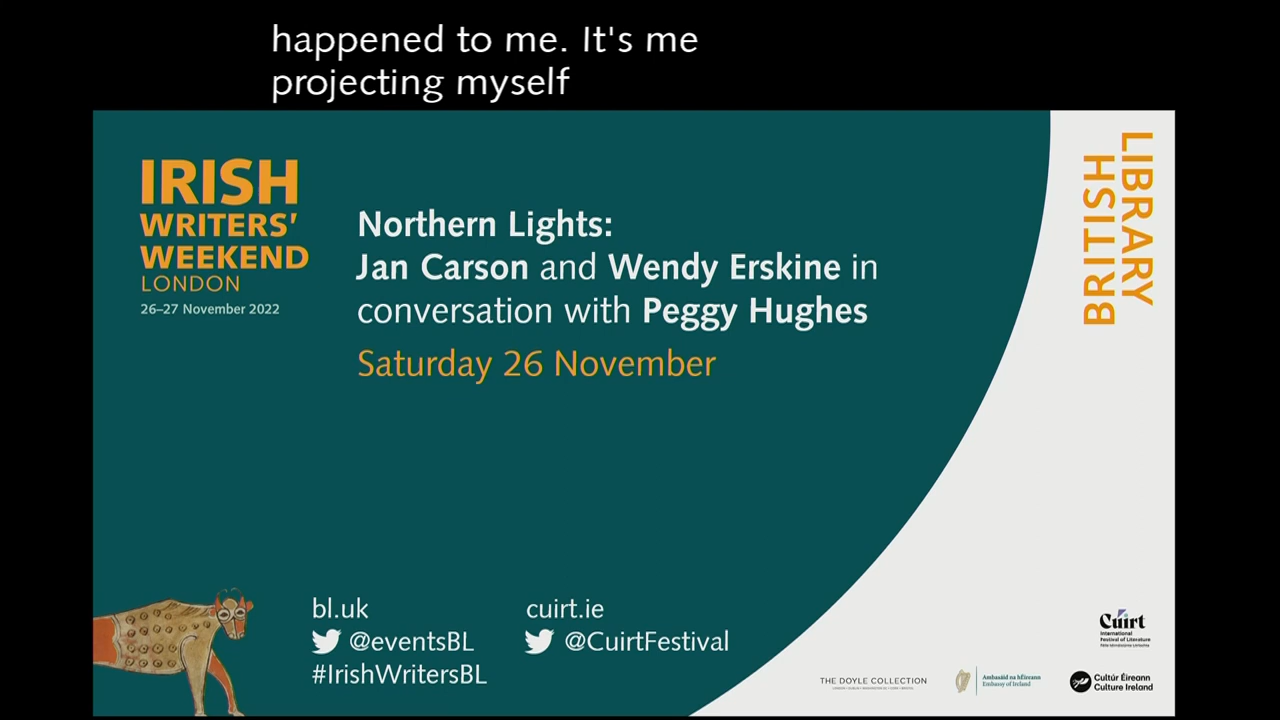 happened to me. It's me
projecting myself
IRISH
WRITERS'
WEEKEND
LONDON
26–27 November 2022
Northern Lights:
Jan Carson and Wendy Erskine in
conversation with Peggy Hughes
Saturday 26 November
LIBRARY
BRITISH
bl.uk
@eventsBL
#IrishWritersBL
cuirt.ie
@CuirtFestival
Cúirt
International
Festival of Literature
THE DOYLE COLLECTION
Ambasáid na hÉireann
Embassy of Ireland
Cultúr Éireann
Culture Ireland